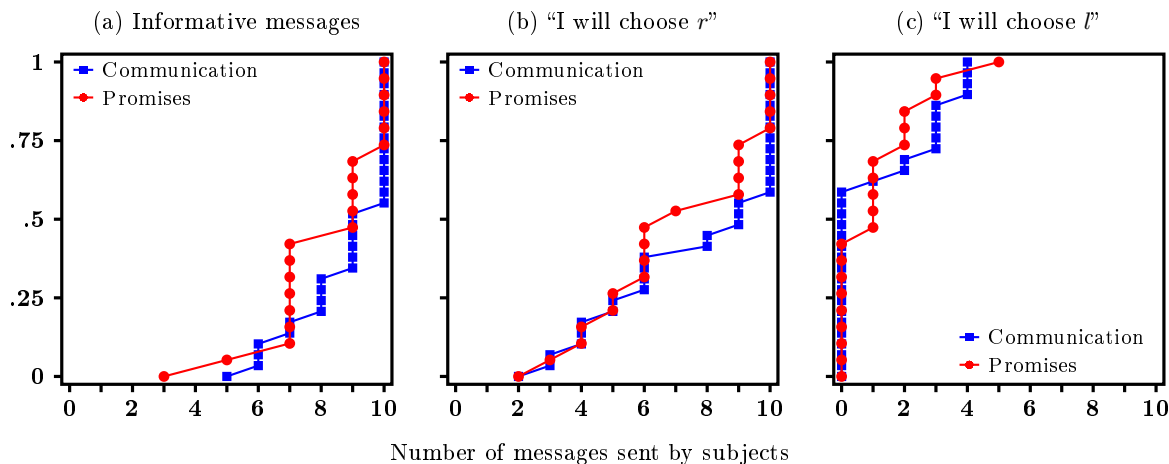 (a) Informative messages
(b) “I will choose r”
(c) “I will choose l”
Communication
Promises
Communication
Promises
Communication
Promises
1
.75
.5
.25
0
0 2 4 6 8 10
0 2 4 6 8 10
0 2 4 6 8 10
Number of messages sent by subjects